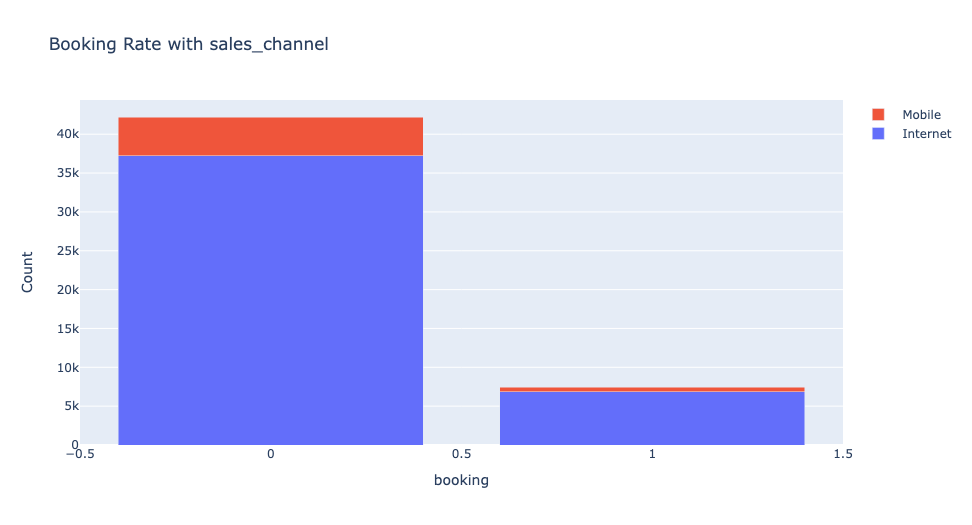 Booking Rate with sales_channel
Mobile
Internet
40k
35k
30k
25k
20k
15k
10k
5k
0
Count
−0.5
0
0.5
1
1.5
booking